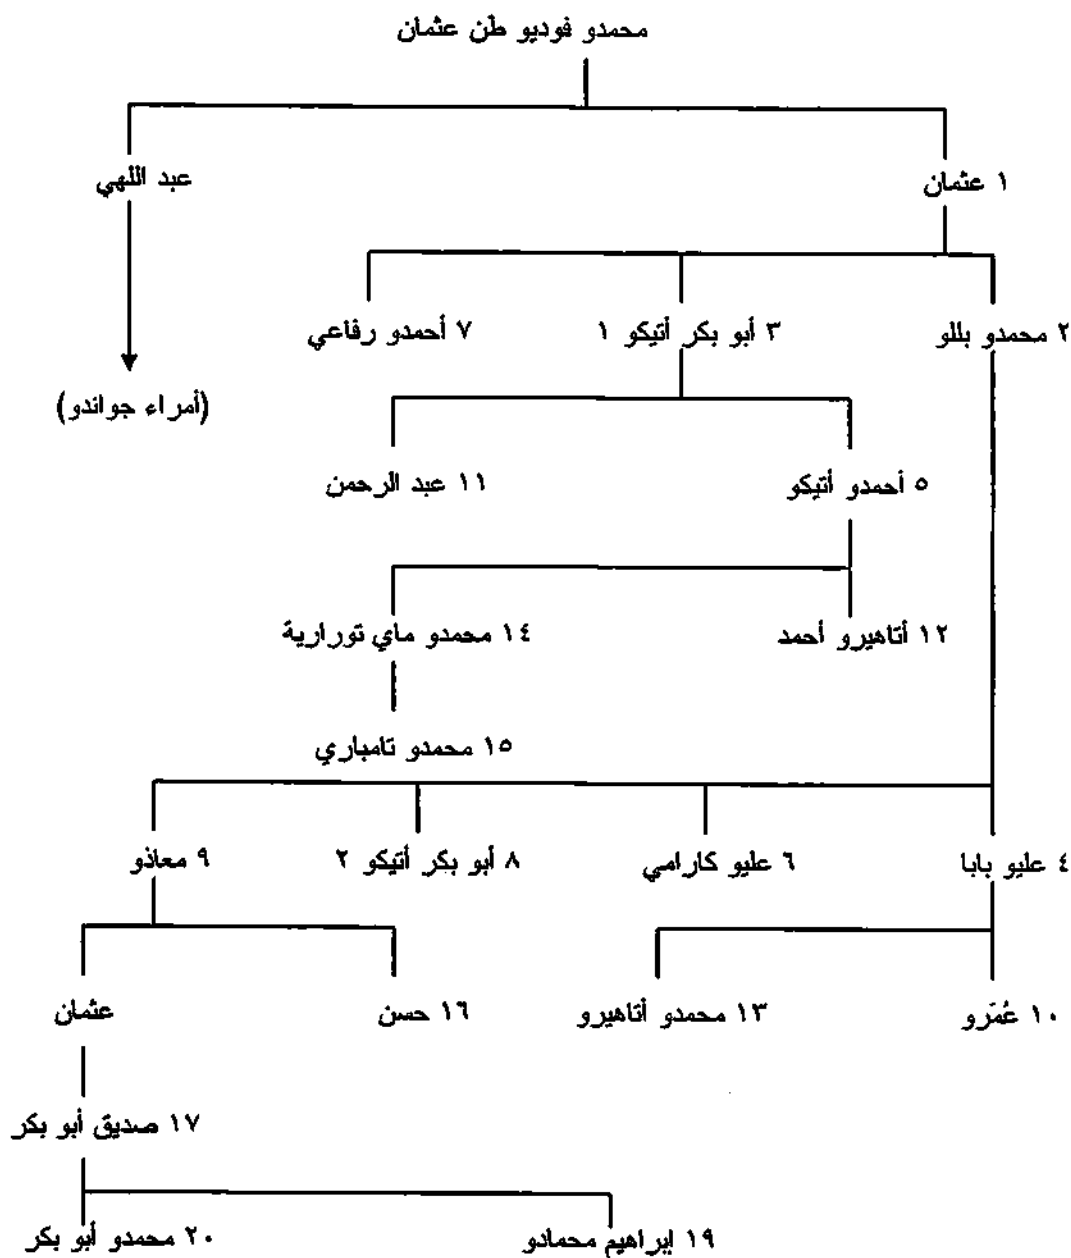 محمدو فوديو طن عثمان
١ عثمان
عبد اللهي
٢ محمدو بللو
٣ أبو بكر أتيكو ١
٧ أحمدو رفاعي
(أمراء جواندو)
٥ أحمدو أتيكو
١١ عبد الرحمن
١٢ أتاهيرو أحمد
١٤ محمدو ماي تورارية
١٥ محمدو تامباري
٤ عليو بابا
٦ عليو كارامي
٨ أبو بكر أتيكو ٢
٩ معاذو
١٠ عُمَرو
١٣ محمدو أتاهيرو
١٦ حسن
عثمان
١٧ صديق أبو بكر
١٩ ابراهيم محمادو
٢٠ محمدو أبو بكر